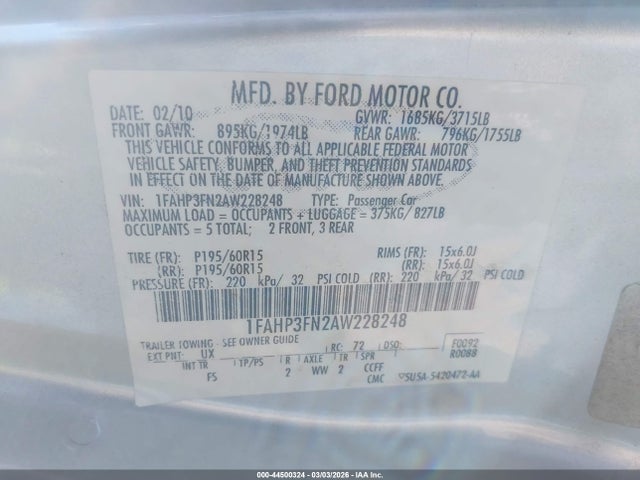 MFD. BY FORD MOTOR CO.
DATE: 02/10 GVWR: 1685KG/3715LB
FRONT GAWR: 895KG/1974LB REAR GAWR: 796KG/1755LB
THIS VEHICLE CONFORMS TO ALL APPLICABLE FEDERAL MOTOR
VEHICLE SAFETY, BUMPER, AND THEFT PREVENTION STANDARDS
IN EFFECT ON THE DATE OF MANUFACTURE SHOWN ABOVE.
VIN: 1FAHP3FN2AW228248 TYPE: Passenger Car
MAXIMUM LOAD = OCCUPANTS + LUGGAGE = 375KG/827LB
OCCUPANTS = 5 TOTAL; 2 FRONT, 3 REAR
TIRE (FR): P195/60R15 RIMS (FR): 15x6.0J
(RR): P195/60R15 (RR): 15x6.0J
PRESSURE (FR): 220 kPa/ 32 PSI COLD (RR): 220 kPa/ 32 PSI COLD
1FAHP3FN2AW228248
TRAILER TOWING - SEE OWNER GUIDE RC: 72 DSO: F0092
EXT PNT: UX R0088
INT TR TP/PS R AXLE TR SPR
FS 2 WW 2 CCFF
CMC 5U5A-5420472-AA
000-44500324 | 03/03/2026 | IAA Inc.